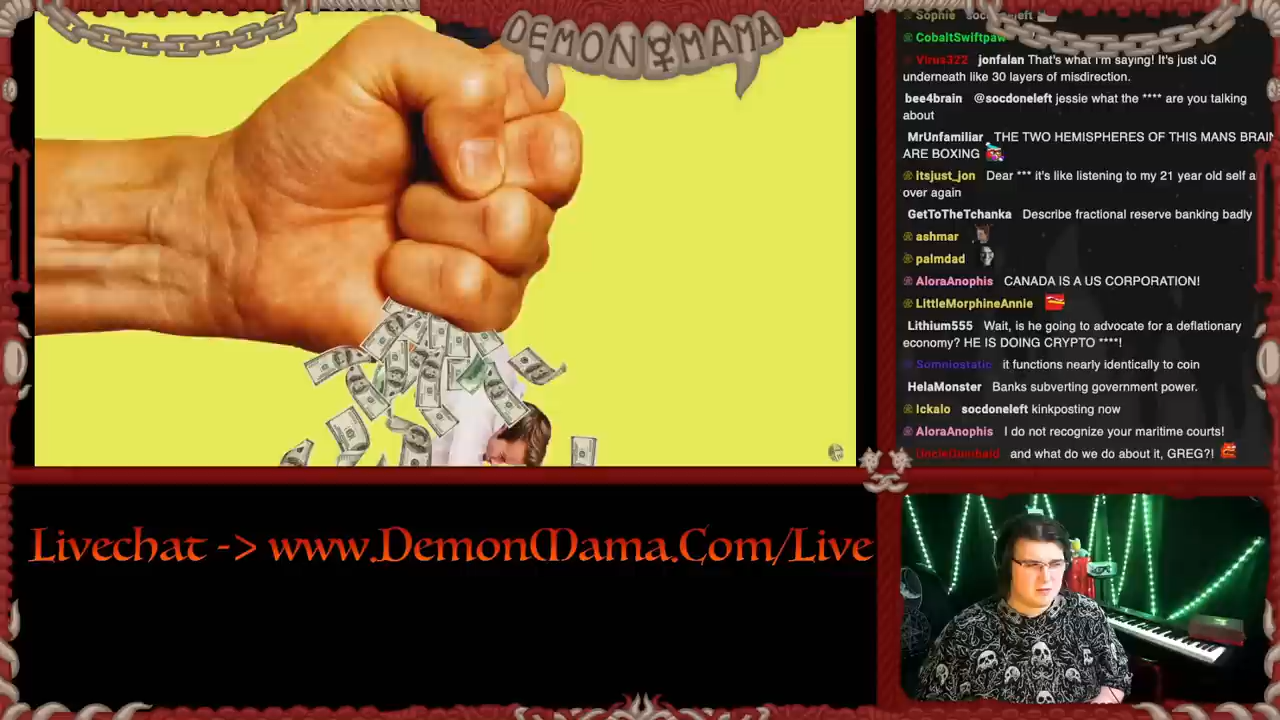 DEMON MAMA
Sophie socdoneleft
CobaltSwiftpaw
Virus322 jonfalan That's what I'm saying! It's just JQ
underneath like 30 layers of misdirection.
bee4brain @socdoneleft jessie what the **** are you talking
about
MrUnfamiliar THE TWO HEMISPHERES OF THIS MANS BRAIN
ARE BOXING
itsjust_jon Dear *** it's like listening to my 21 year old self a
over again
GetToTheTchanka Describe fractional reserve banking badly
ashmar
palmdad
AloraAnophis CANADA IS A US CORPORATION!
LittleMorphineAnnie
Lithium555 Wait, is he going to advocate for a deflationary
economy? HE IS DOING CRYPTO ****!
Somniostatic it functions nearly identically to coin
HelaMonster Banks subverting government power.
Ickalo socdoneleft kinkposting now
AloraAnophis I do not recognize your maritime courts!
and what do we do about it, GREG?!
Livechat -> www.DemonMama.Com/Live